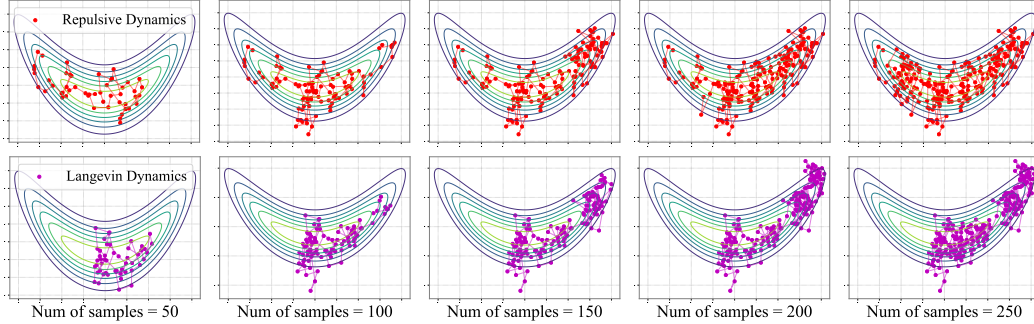 Repulsive Dynamics
Langevin Dynamics
Num of samples = 50
Num of samples = 100
Num of samples = 150
Num of samples = 200
Num of samples = 250